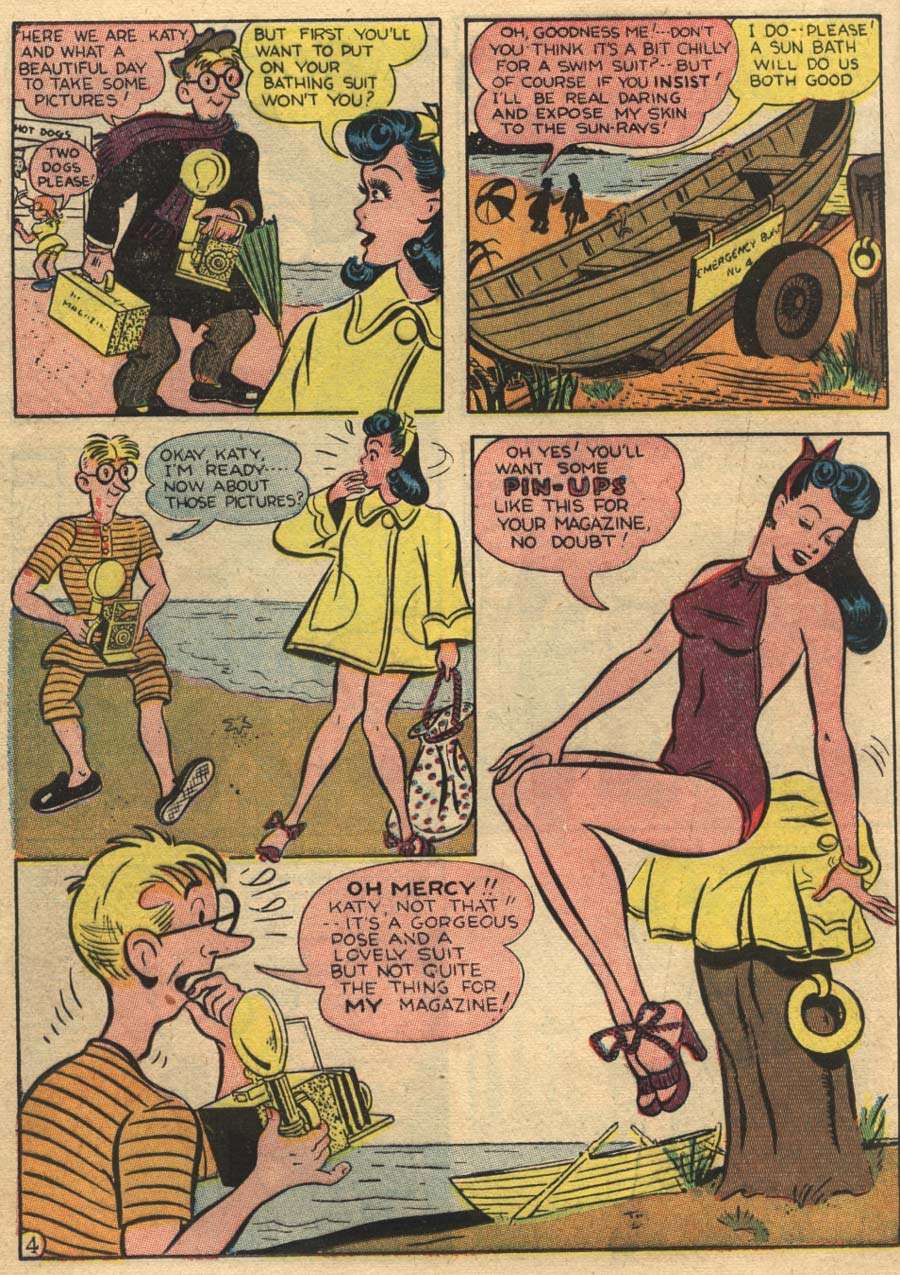 HERE WE ARE KATY,
AND WHAT A
BEAUTIFUL DAY
TO TAKE SOME
PICTURES!
BUT FIRST YOU'LL
WANT TO PUT
ON YOUR
BATHING SUIT
WON'T YOU?
HOT DOGS
TWO
DOGS
PLEASE!
OH, GOODNESS ME!--DON'T
YOU THINK IT'S A BIT CHILLY
FOR A SWIM SUIT?--BUT
OF COURSE IF YOU INSIST!
I'LL BE REAL DARING
AND EXPOSE MY SKIN
TO THE SUN-RAYS!
I DO--PLEASE!
A SUN BATH
WILL DO US
BOTH GOOD
EMERGENCY BOAT
NO 4
OKAY KATY,
I'M READY----
NOW ABOUT
THOSE PICTURES?
OH YES! YOU'LL
WANT SOME
PIN-UPS
LIKE THIS FOR
YOUR MAGAZINE,
NO DOUBT!
OH MERCY!!
KATY, NOT THAT"
--IT'S A GORGEOUS
POSE AND A
LOVELY SUIT
BUT NOT QUITE
THE THING FOR
MY MAGAZINE!
4